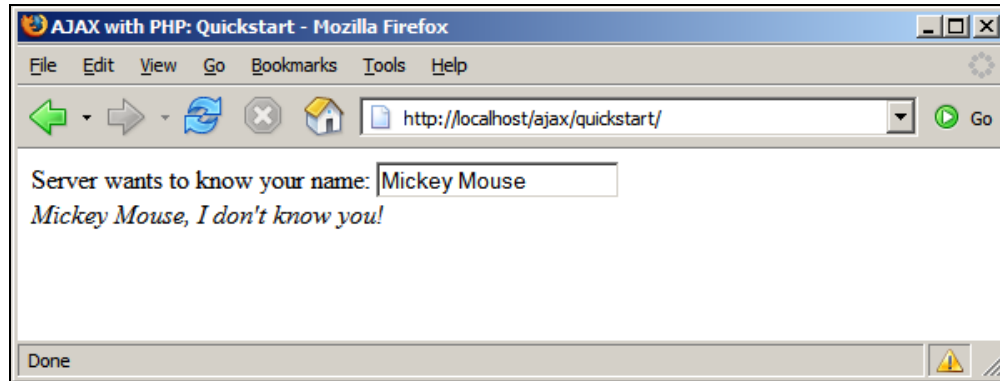 AJAX with PHP: Quickstart - Mozilla Firefox
File Edit View Go Bookmarks Tools Help
http://localhost/ajax/quickstart/ Go
Server wants to know your name: Mickey Mouse
Mickey Mouse, I don't know you!
Done